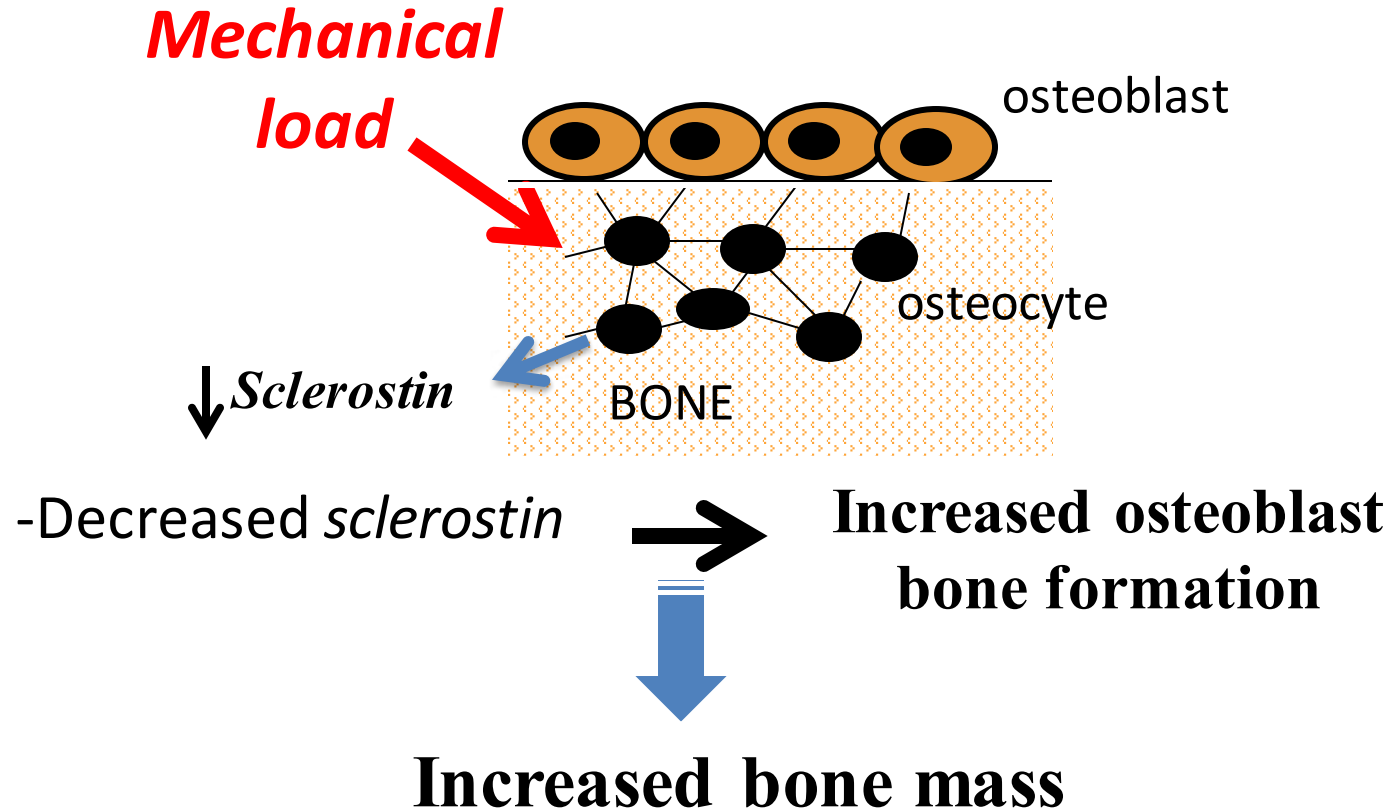 Mechanical
load
osteoblast
osteocyte
Sclerostin
BONE
-Decreased sclerostin
Increased osteoblast
bone formation
Increased bone mass